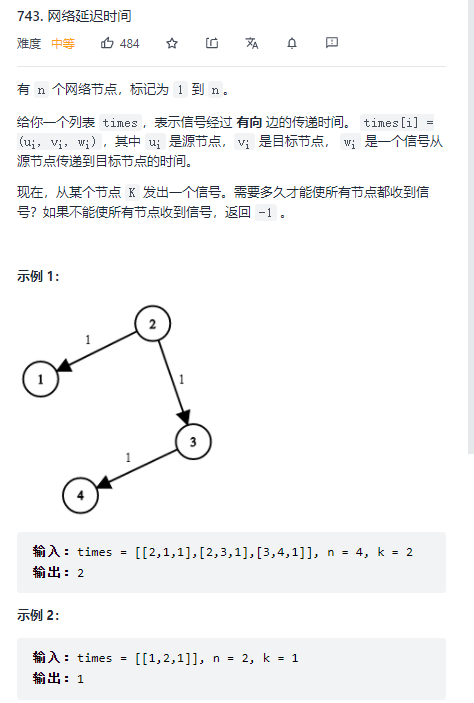 743. 网络延迟时间
难度 中等 484
有 n 个网络节点，标记为 1 到 n 。
给你一个列表 times ，表示信号经过 有向 边的传递时间。 times[i] =
(ui, vi, wi) ，其中 ui 是源节点，vi 是目标节点， wi 是一个信号从
源节点传递到目标节点的时间。
现在，从某个节点 K 发出一个信号。需要多久才能使所有节点都收到信
号？如果不能使所有节点收到信号，返回 -1 。
示例 1：
2
1
1
1
3
1
4
输入：times = [[2,1,1],[2,3,1],[3,4,1]], n = 4, k = 2
输出：2
示例 2：
输入：times = [[1,2,1]], n = 2, k = 1
输出：1